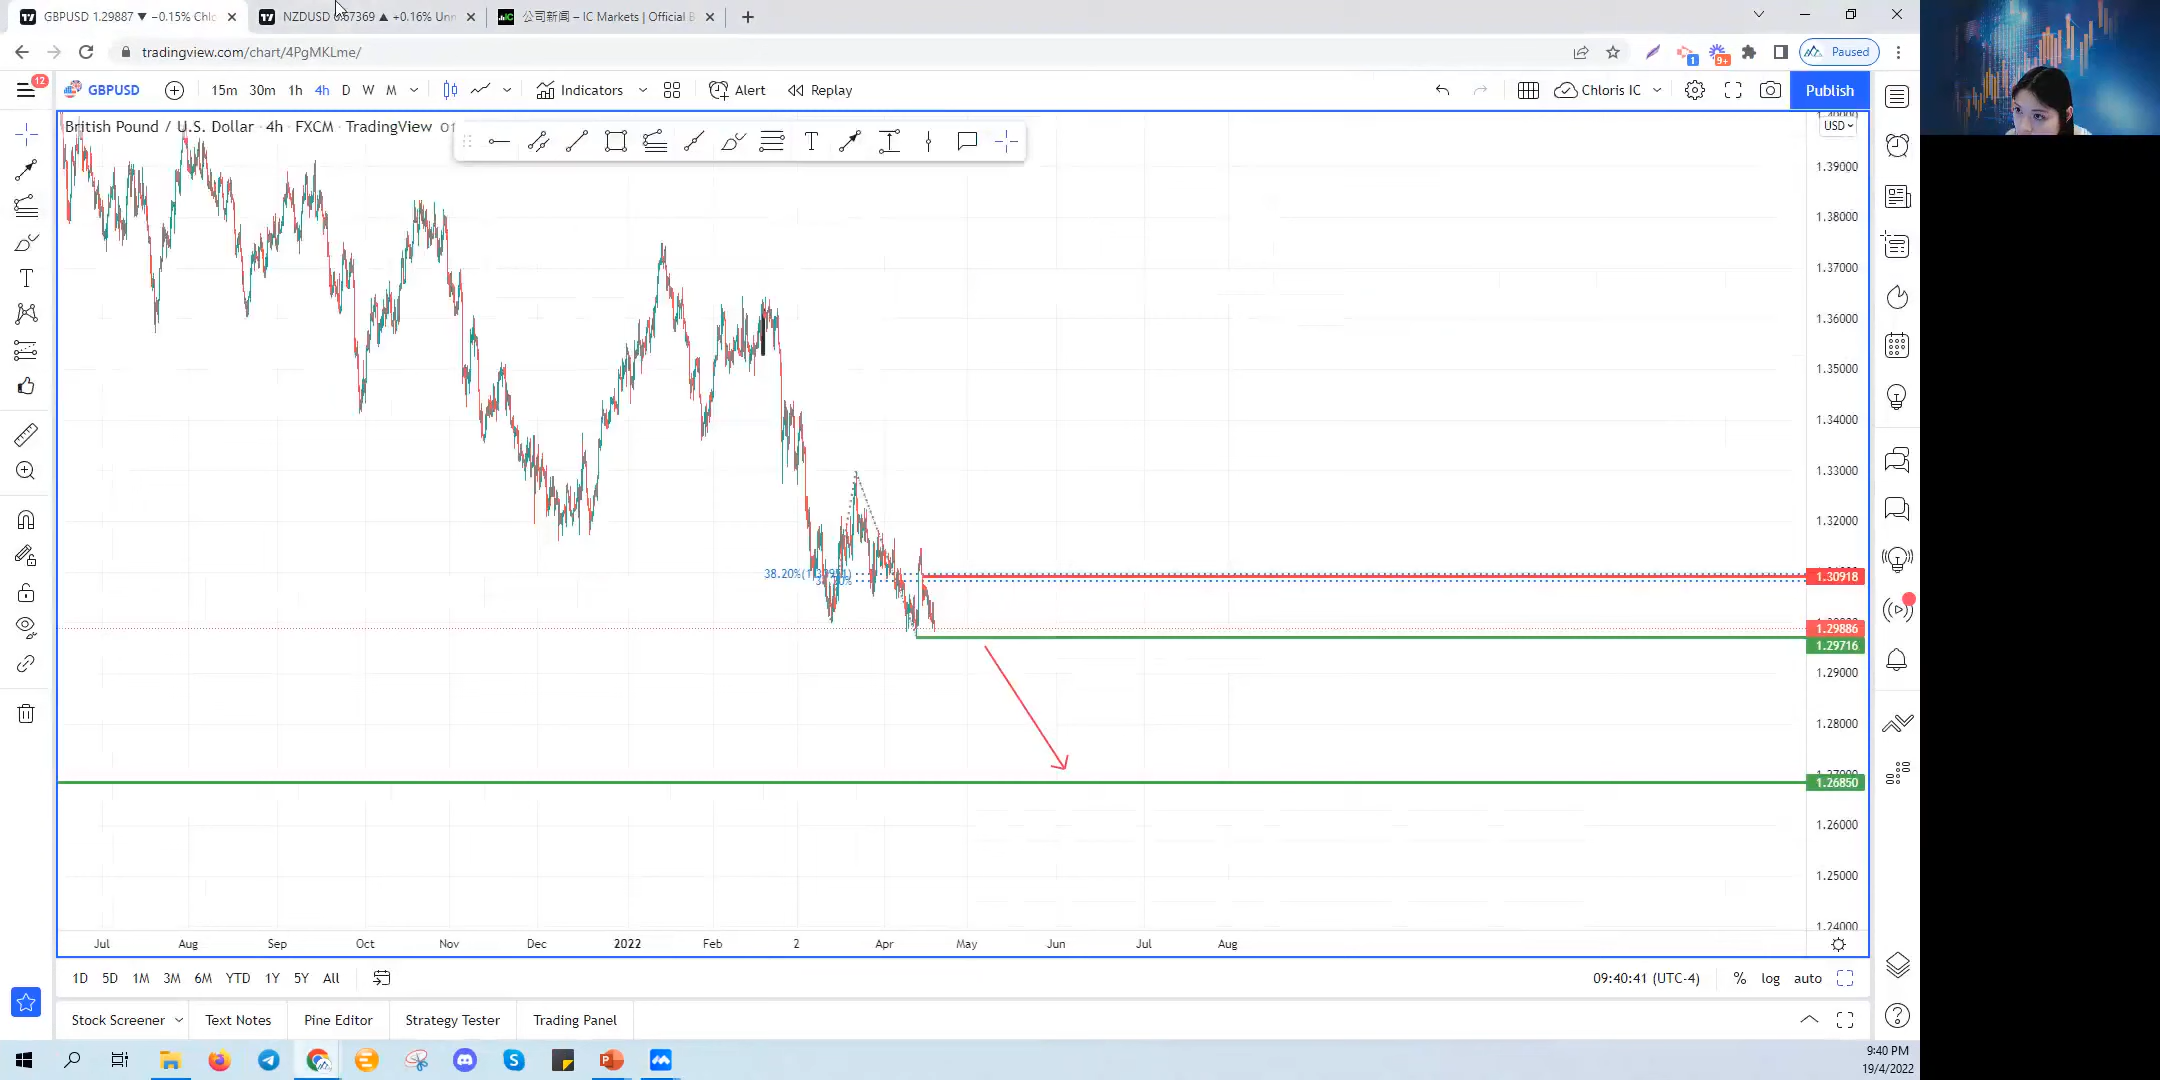 GBPUSD 1.29887 ▼ −0.15% Chlo
NZDUSD 0.67369 ▲ +0.16% Unn
公司新闻 – IC Markets | Official B
tradingview.com/chart/4PgMKLme/
1
9+
Paused
12
GBPUSD
15m 30m 1h 4h D W M
Indicators
Alert
Replay
Chloris IC
Publish
British Pound / U.S. Dollar · 4h · FXCM · TradingView
USD
1.39000
1.38000
1.37000
1.36000
1.35000
1.34000
1.33000
1.32000
38.20%
1.30918
1.29886
1.29716
1.29000
1.28000
1.26850
1.26000
1.25000
1.24000
Jul Aug Sep Oct Nov Dec 2022 Feb 2 Apr May Jun Jul Aug
1D 5D 1M 3M 6M YTD 1Y 5Y All
09:40:41 (UTC-4)
% log auto
Stock Screener Text Notes Pine Editor Strategy Tester Trading Panel
9:40 PM
19/4/2022